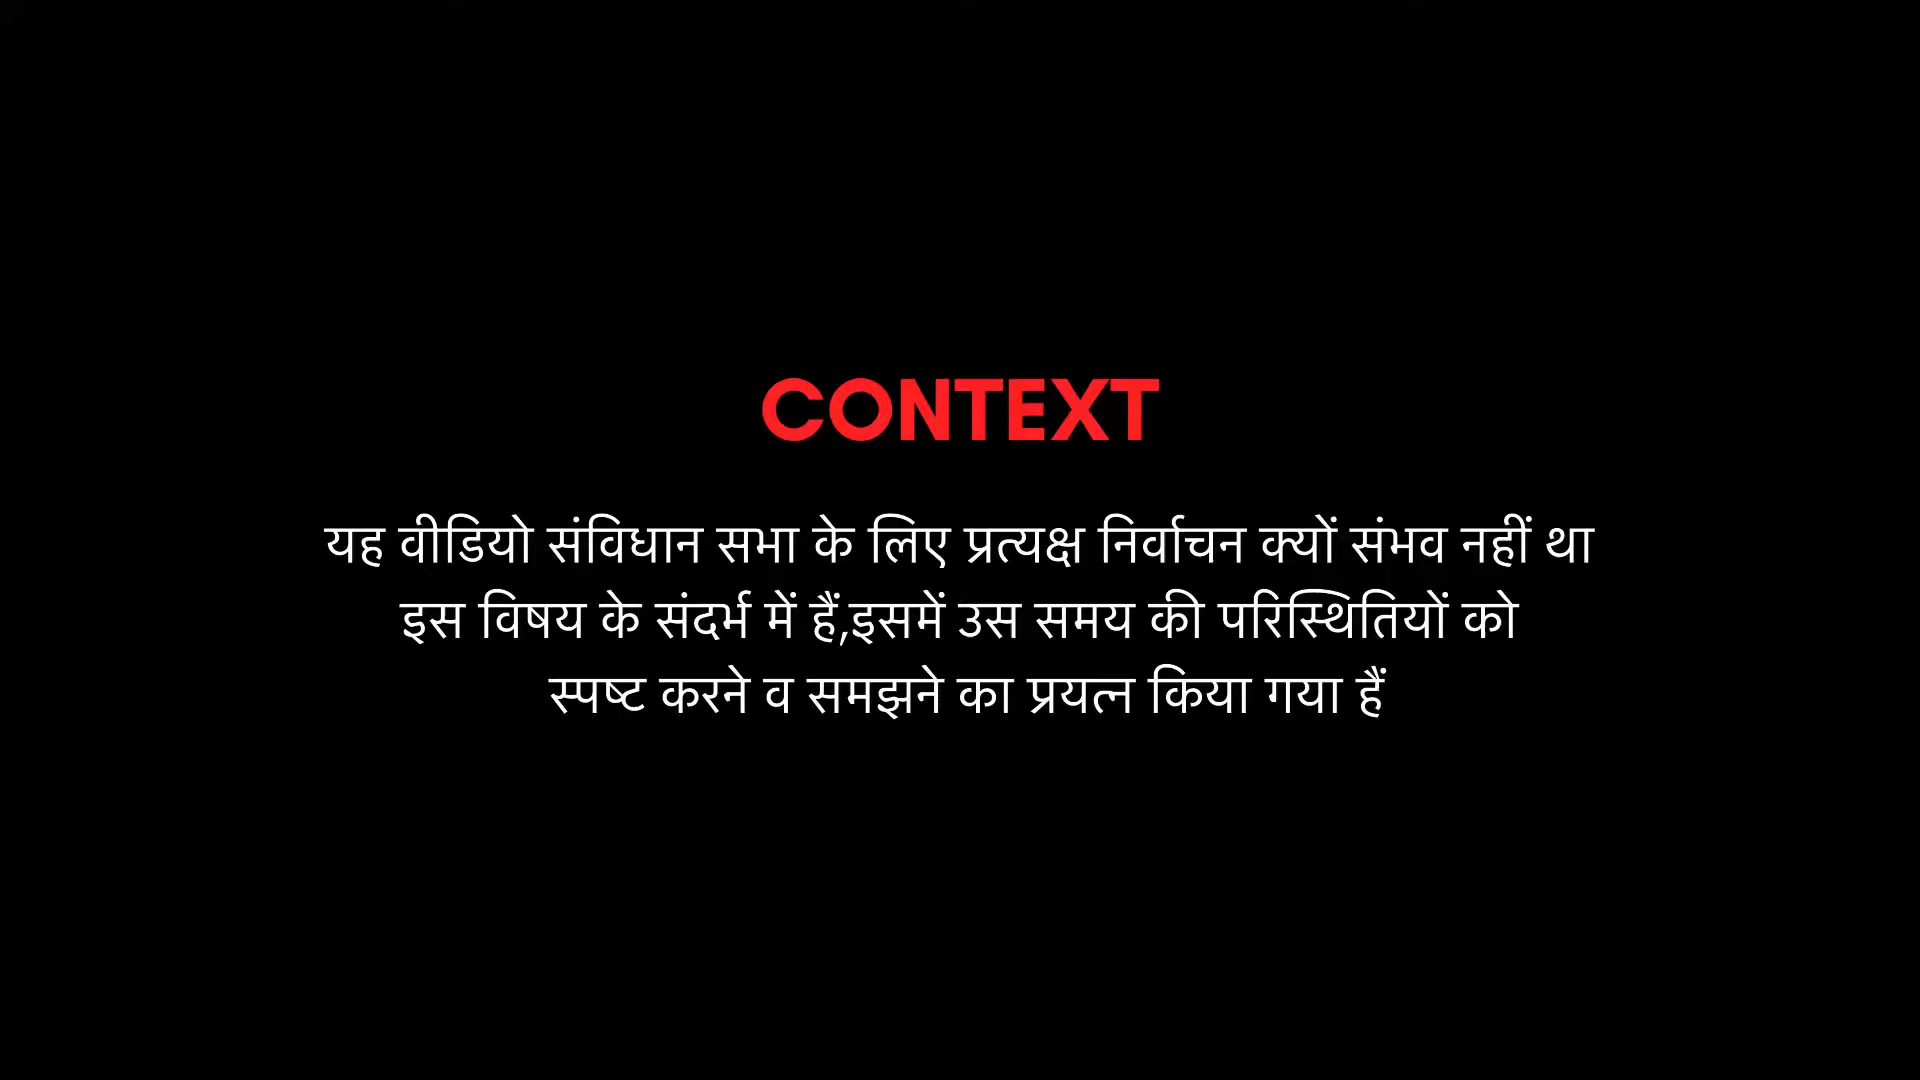 CONTEXT
यह वीडियो संविधान सभा के लिए प्रत्यक्ष निर्वाचन क्यों संभव नहीं था
इस विषय के संदर्भ में हैं,इसमें उस समय की परिस्थितियों को
स्पष्ट करने व समझने का प्रयत्न किया गया हैं